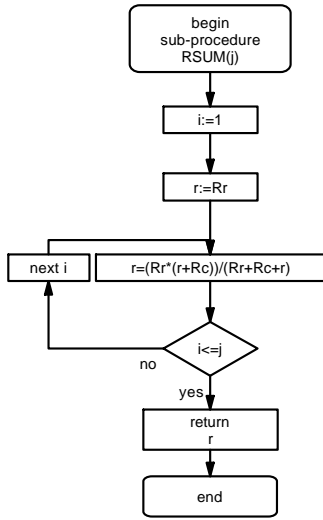 begin
sub-procedure
RSUM(j)
i:=1
r:=Rr
next i
r=(Rr*(r+Rc))/(Rr+Rc+r)
i<=j
no
yes
return
r
end